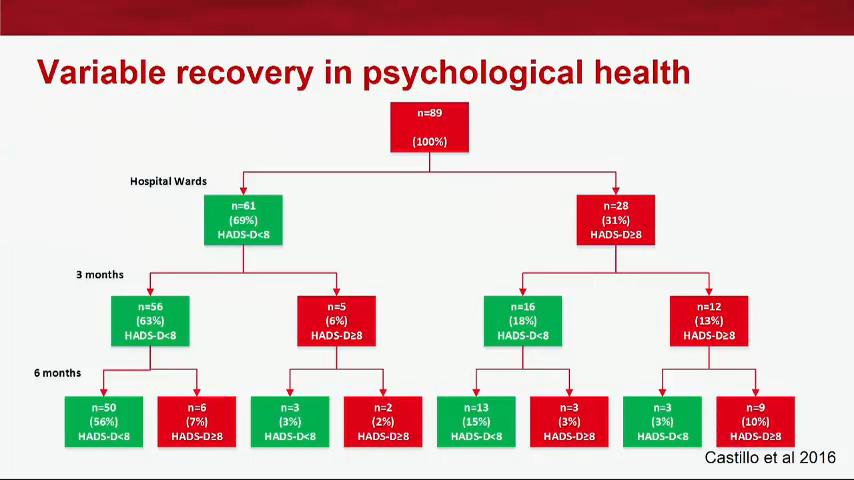 Variable recovery in psychological health
n=89
(100%)
Hospital Wards
n=61
(69%)
HADS-D<8
n=28
(31%)
HADS-D≥8
3 months
n=56
(63%)
HADS-D<8
n=5
(6%)
HADS-D≥8
n=16
(18%)
HADS-D<8
n=12
(13%)
HADS-D≥8
6 months
n=50
(56%)
HADS-D<8
n=6
(7%)
HADS-D≥8
n=3
(3%)
HADS-D<8
n=2
(2%)
HADS-D≥8
n=13
(15%)
HADS-D<8
n=3
(3%)
HADS-D≥8
n=3
(3%)
HADS-D<8
n=9
(10%)
HADS-D≥8
Castillo et al 2016